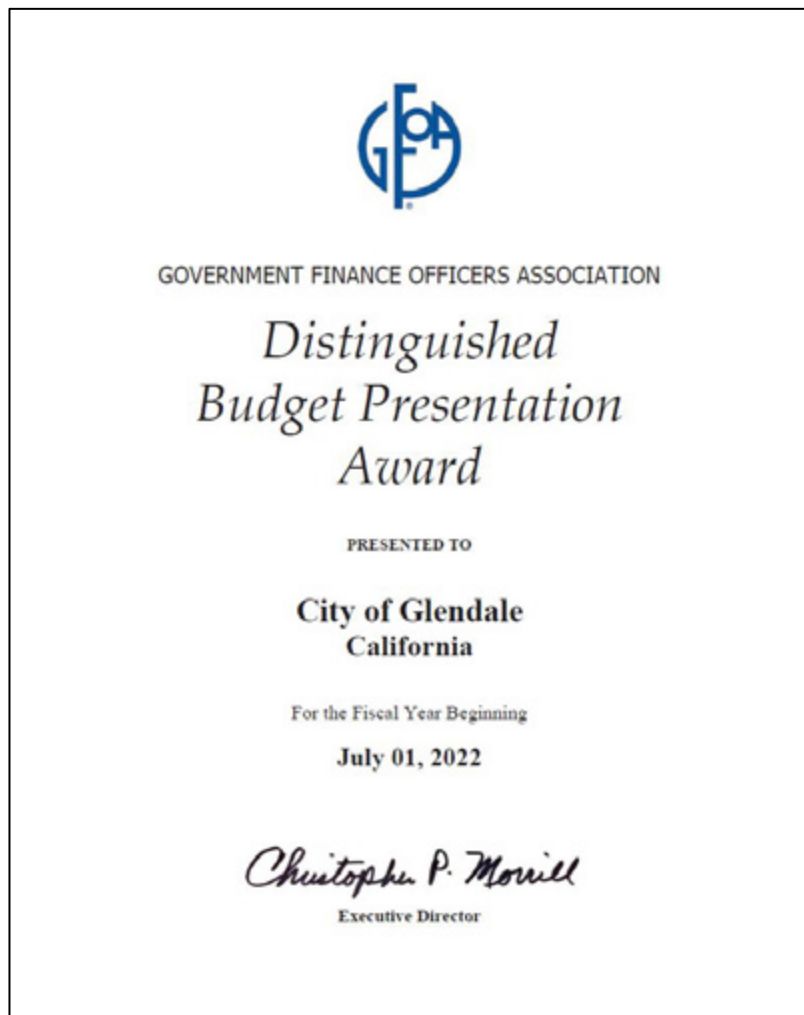 GFOA
GOVERNMENT FINANCE OFFICERS ASSOCIATION
Distinguished
Budget Presentation
Award
PRESENTED TO
City of Glendale
California
For the Fiscal Year Beginning
July 01, 2022
Christopher P. Morrill
Executive Director